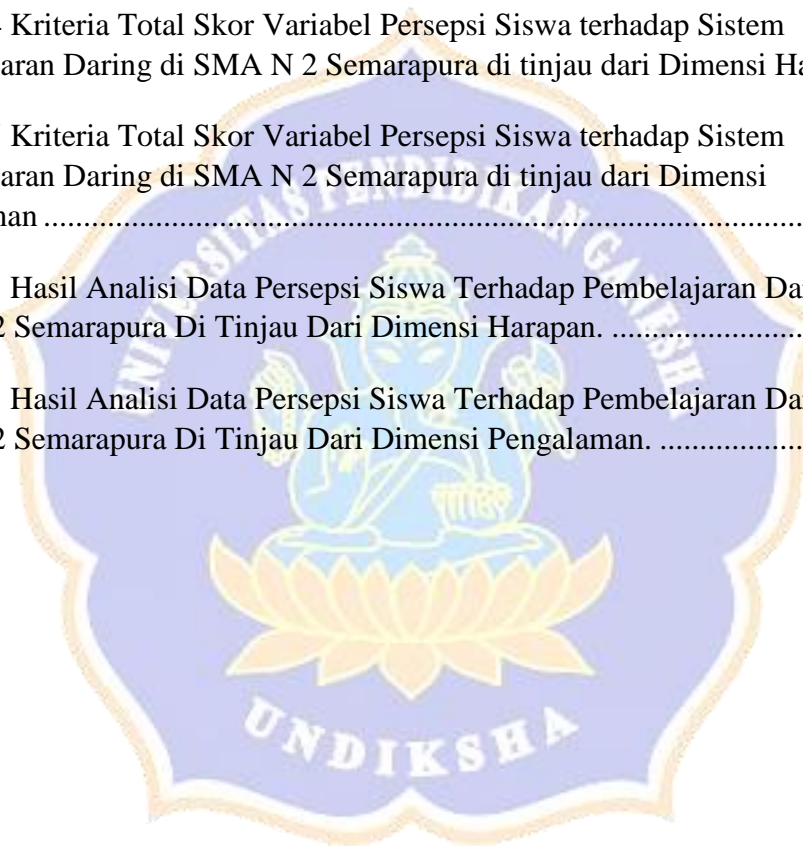 Kriteria Total Skor Variabel Persepsi Siswa terhadap Sistem
aran Daring di SMA N 2 Semarapura di tinjau dari Dimensi Ha
Kriteria Total Skor Variabel Persepsi Siswa terhadap Sistem
aran Daring di SMA N 2 Semarapura di tinjau dari Dimensi
nan ........................................................................................
Hasil Analisi Data Persepsi Siswa Terhadap Pembelajaran Da
2 Semarapura Di Tinjau Dari Dimensi Harapan. ......................
Hasil Analisi Data Persepsi Siswa Terhadap Pembelajaran Da
2 Semarapura Di Tinjau Dari Dimensi Pengalaman. .................
UNIVERSITAS PENDIDIKAN GANESHA
UNDIKSHA